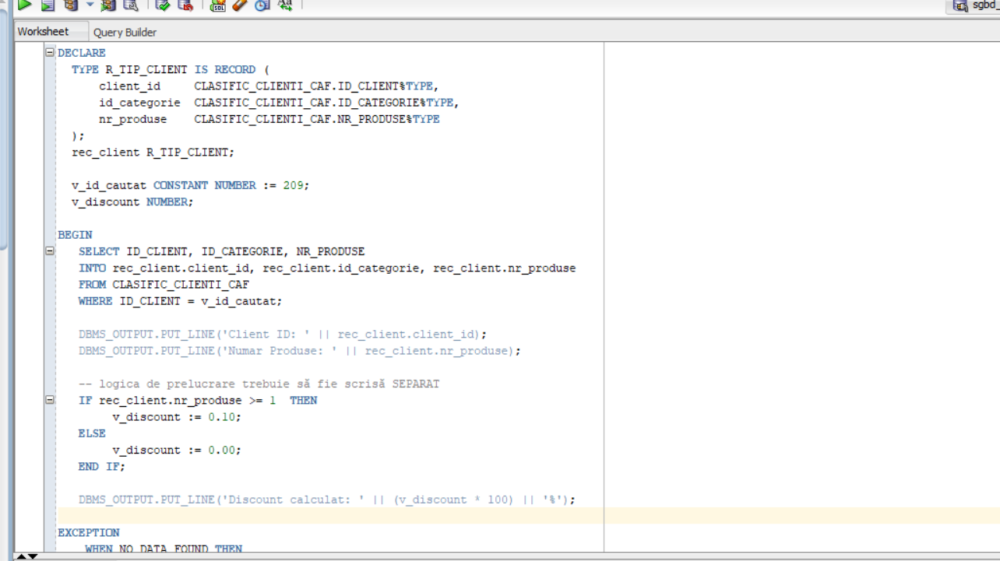 sgbd_
Worksheet Query Builder
DECLARE
TYPE R_TIP_CLIENT IS RECORD (
client_id CLASIFIC_CLIENTI_CAF.ID_CLIENT%TYPE,
id_categorie CLASIFIC_CLIENTI_CAF.ID_CATEGORIE%TYPE,
nr_produse CLASIFIC_CLIENTI_CAF.NR_PRODUSE%TYPE
);
rec_client R_TIP_CLIENT;
v_id_cautat CONSTANT NUMBER := 209;
v_discount NUMBER;
BEGIN
SELECT ID_CLIENT, ID_CATEGORIE, NR_PRODUSE
INTO rec_client.client_id, rec_client.id_categorie, rec_client.nr_produse
FROM CLASIFIC_CLIENTI_CAF
WHERE ID_CLIENT = v_id_cautat;
DBMS_OUTPUT.PUT_LINE('Client ID: ' || rec_client.client_id);
DBMS_OUTPUT.PUT_LINE('Numar Produse: ' || rec_client.nr_produse);
-- logica de prelucrare trebuie să fie scrisă SEPARAT
IF rec_client.nr_produse >= 1 THEN
v_discount := 0.10;
ELSE
v_discount := 0.00;
END IF;
DBMS_OUTPUT.PUT_LINE('Discount calculat: ' || (v_discount * 100) || '%');
EXCEPTION
WHEN NO_DATA_FOUND THEN